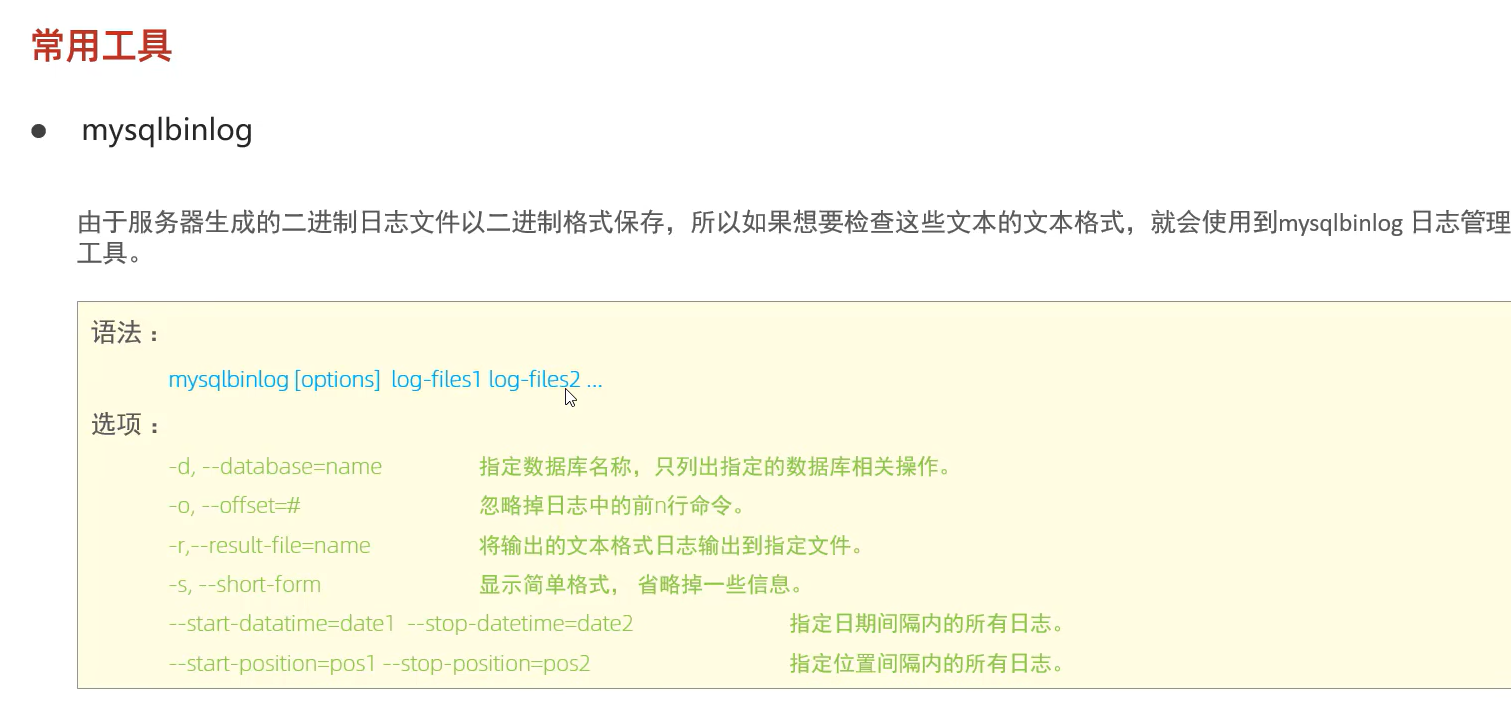 常用工具
● mysqlbinlog
由于服务器生成的二进制日志文件以二进制格式保存，所以如果想要检查这些文本的文本格式，就会使用到mysqlbinlog 日志管理
工具。
语法：
mysqlbinlog [options] log-files1 log-files2 ...
选项：
-d, --database=name 指定数据库名称，只列出指定的数据库相关操作。
-o, --offset=# 忽略掉日志中的前n行命令。
-r,--result-file=name 将输出的文本格式日志输出到指定文件。
-s, --short-form 显示简单格式， 省略掉一些信息。
--start-datatime=date1 --stop-datetime=date2 指定日期间隔内的所有日志。
--start-position=pos1 --stop-position=pos2 指定位置间隔内的所有日志。